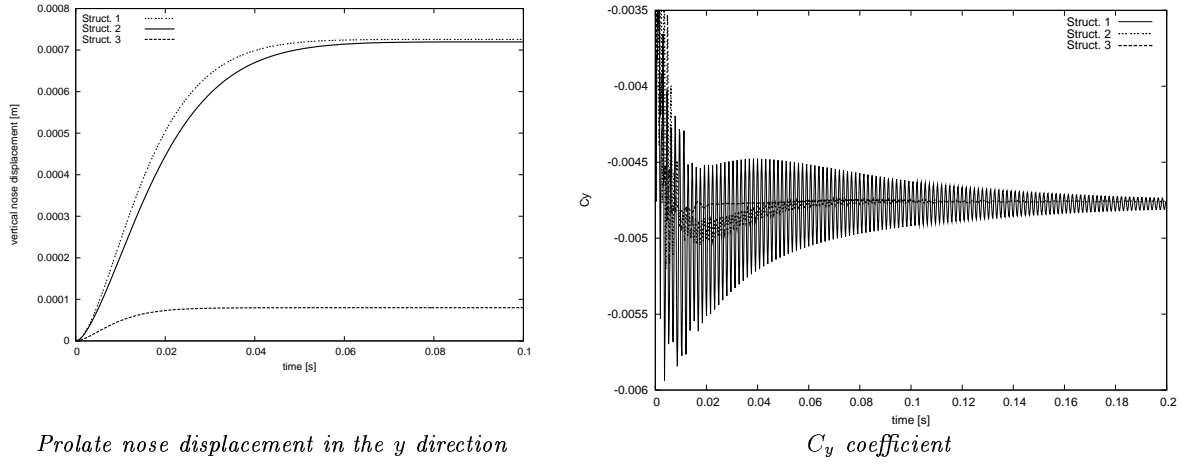 0.0008
0.0007
0.0006
0.0005
0.0004
0.0003
0.0002
0.0001
0
0 0.02 0.04 0.06 0.08 0.1
vertical nose displacement [m]
time [s]
Struct. 1
Struct. 2
Struct. 3
Prolate nose displacement in the y direction
-0.0035
-0.004
-0.0045
-0.005
-0.0055
-0.006
0 0.02 0.04 0.06 0.08 0.1 0.12 0.14 0.16 0.18 0.2
Cy
time [s]
Struct. 1
Struct. 2
Struct. 3
Cy coefficient